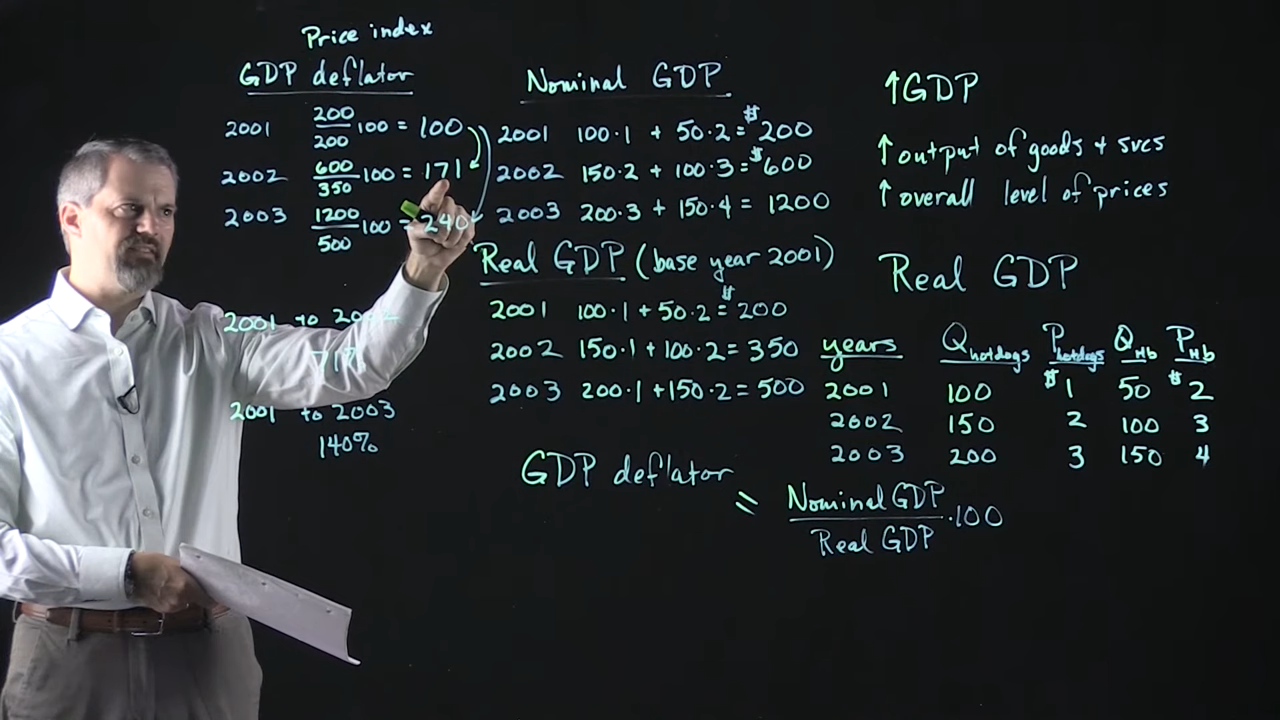 Price index
GDP deflator
2001 200/200 100 = 100
2002 600/350 100 = 171
2003 1200/500 100 = 240
2001 to
71%
2001 to 2003
140%
Nominal GDP
2001 100·1 + 50·2 = $200
2002 150·2 + 100·3 = $600
2003 200·3 + 150·4 = 1200
Real GDP (base year 2001)
2001 100·1 + 50·2 = $200
2002 150·1 + 100·2 = 350
2003 200·1 + 150·2 = 500
↑GDP
↑ output of goods + svcs
↑ overall level of prices
Real GDP
years Qhotdogs Photdogs QHb PHb
2001 100 $1 50 $2
2002 150 2 100 3
2003 200 3 150 4
GDP deflator = Nominal GDP/Real GDP ·100